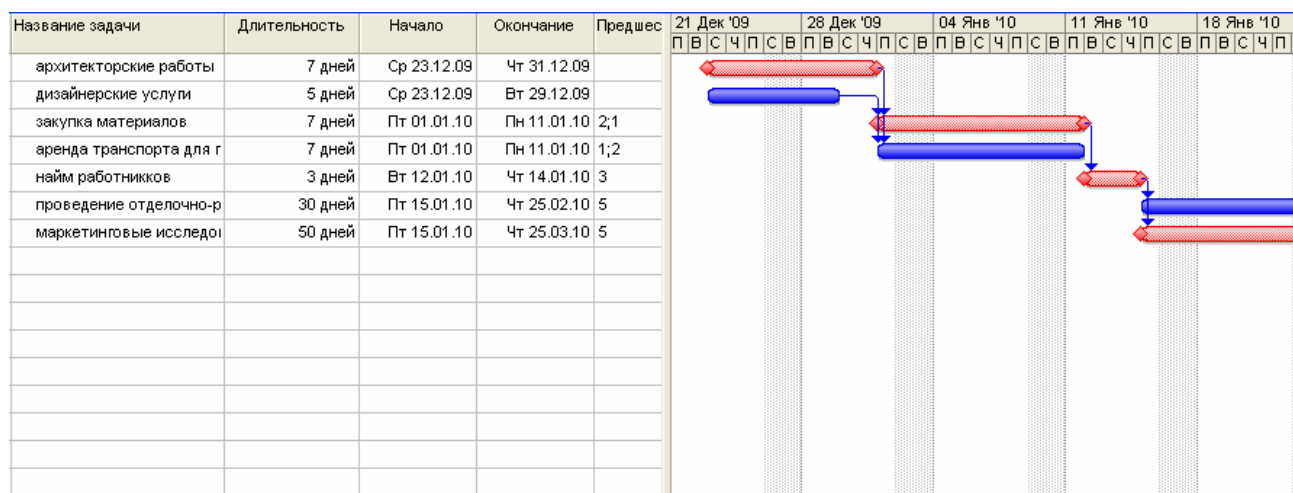 Название задачи Длительность Начало Окончание Предшес 21 Дек '09 28 Дек '09 04 Янв '10 11 Янв '10 18 Янв '10
П В С Ч П С В П В С Ч П С В П В С Ч П С В П В С Ч П С В П В С Ч П
архитекторские работы 7 дней Ср 23.12.09 Чт 31.12.09
дизайнерские услуги 5 дней Ср 23.12.09 Вт 29.12.09
закупка материалов 7 дней Пт 01.01.10 Пн 11.01.10 2;1
аренда транспорта для г 7 дней Пт 01.01.10 Пн 11.01.10 1;2
найм работникков 3 дней Вт 12.01.10 Чт 14.01.10 3
проведение отделочно-р 30 дней Пт 15.01.10 Чт 25.02.10 5
маркетинговые исследо 50 дней Пт 15.01.10 Чт 25.03.10 5